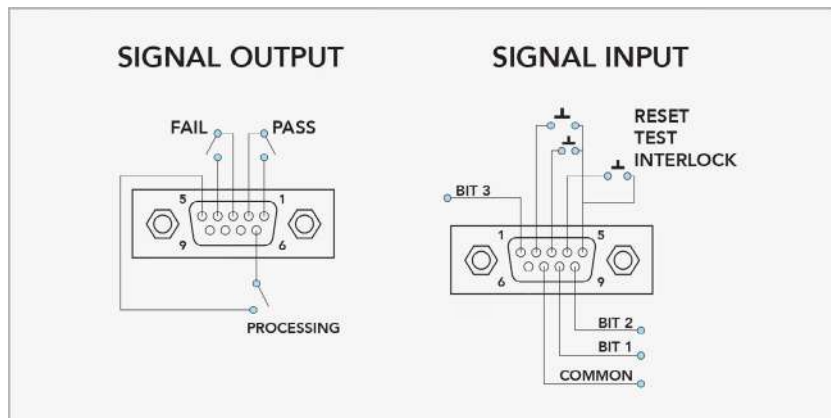 SIGNAL OUTPUT
FAIL
PASS
5
1
9
6
PROCESSING
SIGNAL INPUT
RESET
TEST
INTERLOCK
BIT 3
1
5
6
9
BIT 2
BIT 1
COMMON